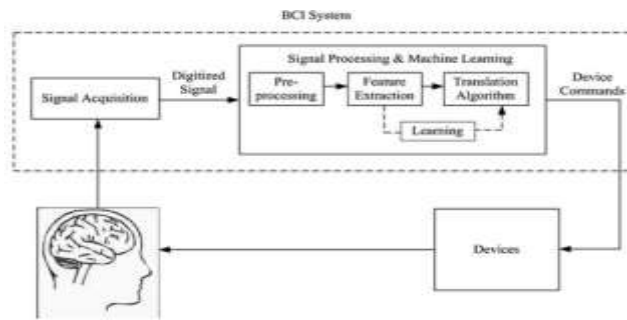 BCI System
Signal Processing & Machine Learning
Signal Acquisition
Digitized
Signal
Pre-
processing
Feature
Extraction
Translation
Algorithm
Learning
Device
Commands
Devices